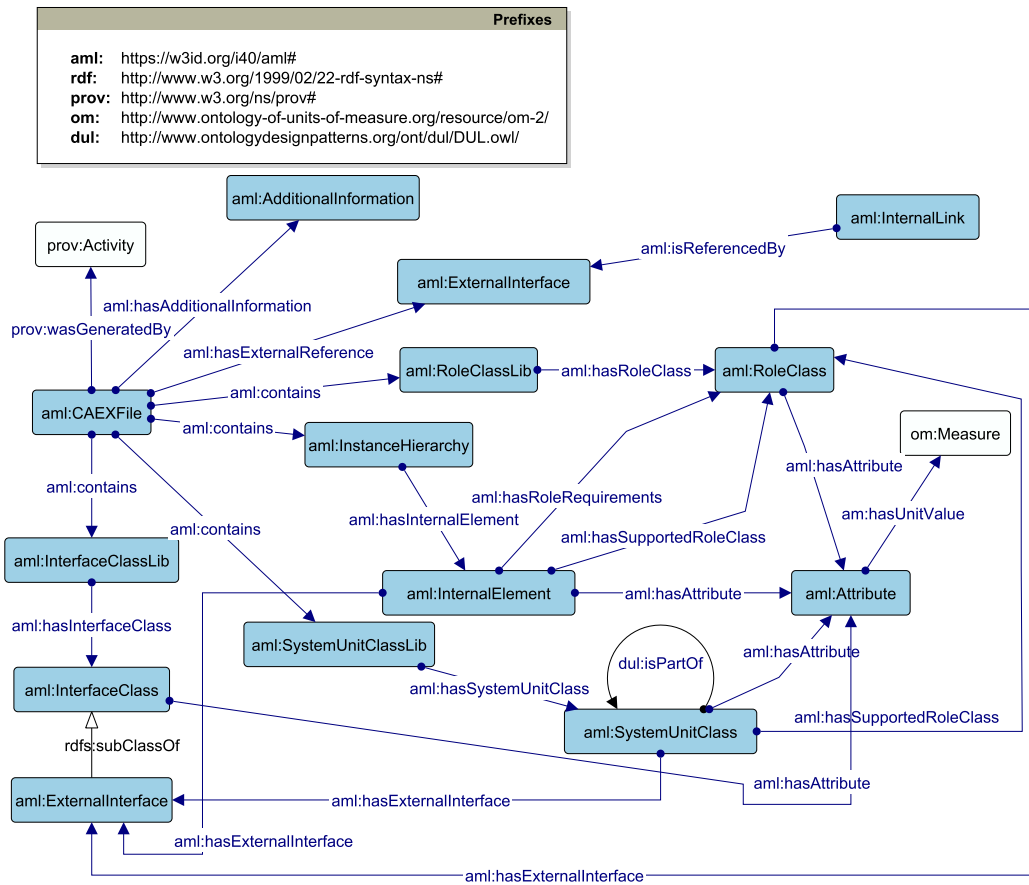 Prefixes
aml: https://w3id.org/i40/aml#
rdf: http://www.w3.org/1999/02/22-rdf-syntax-ns#
prov: http://www.w3.org/ns/prov#
om: http://www.ontology-of-units-of-measure.org/resource/om-2/
dul: http://www.ontologydesignpatterns.org/ont/dul/DUL.owl/
aml:AdditionalInformation
aml:InternalLink
prov:Activity
aml:isReferencedBy
aml:ExternalInterface
aml:hasAdditionalInformation
prov:wasGeneratedBy
aml:hasExternalReference
aml:RoleClassLib
aml:hasRoleClass
aml:RoleClass
aml:contains
aml:CAEXFile
aml:contains
aml:InstanceHierarchy
om:Measure
aml:hasAttribute
aml:contains
aml:hasRoleRequirements
aml:hasInternalElement
am:hasUnitValue
aml:contains
aml:hasSupportedRoleClass
aml:InterfaceClassLib
aml:InternalElement
aml:hasAttribute
aml:Attribute
aml:hasInterfaceClass
aml:SystemUnitClassLib
dul:isPartOf
aml:hasAttribute
aml:InterfaceClass
aml:hasSystemUnitClass
aml:hasSupportedRoleClass
aml:SystemUnitClass
rdfs:subClassOf
aml:hasAttribute
aml:ExternalInterface
aml:hasExternalInterface
aml:hasExternalInterface
aml:hasExternalInterface